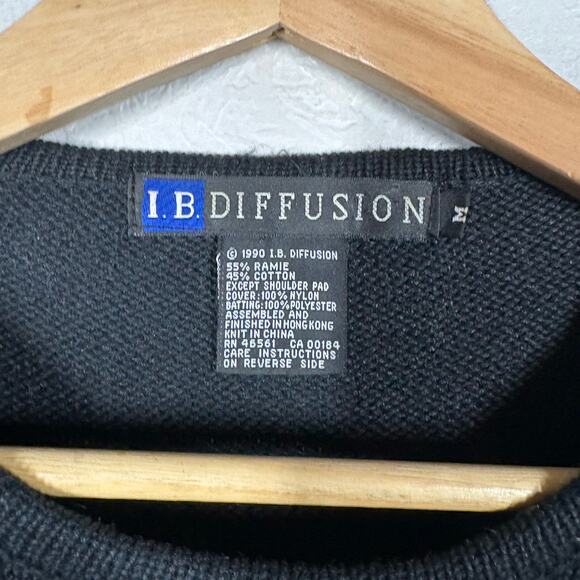 I.B. DIFFUSION
M
© 1990 I.B. DIFFUSION
55% RAMIE
45% COTTON
EXCEPT SHOULDER PAD
COVER:100% NYLON
BATTING:100%POLYESTER
ASSEMBLED AND
FINISHED IN HONG KONG
KNIT IN CHINA
RN 46561 CA 00184
CARE INSTRUCTIONS
ON REVERSE SIDE